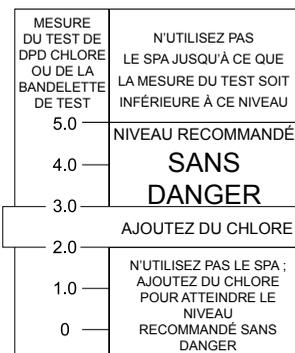 MESURE
DU TEST DE
DPD CHLORE
OU DE LA
BANDELETTE
DE TEST
N'UTILISEZ PAS
LE SPA JUSQU'À CE QUE
LA MESURE DU TEST SOIT
INFÉRIEURE À CE NIVEAU
5.0
NIVEAU RECOMMANDÉ
4.0
SANS
DANGER
3.0
AJOUTEZ DU CHLORE
2.0
N'UTILISEZ PAS LE SPA ;
AJOUTEZ DU CHLORE
1.0
POUR ATTEINDRE LE
NIVEAU
0
RECOMMANDÉ SANS
DANGER